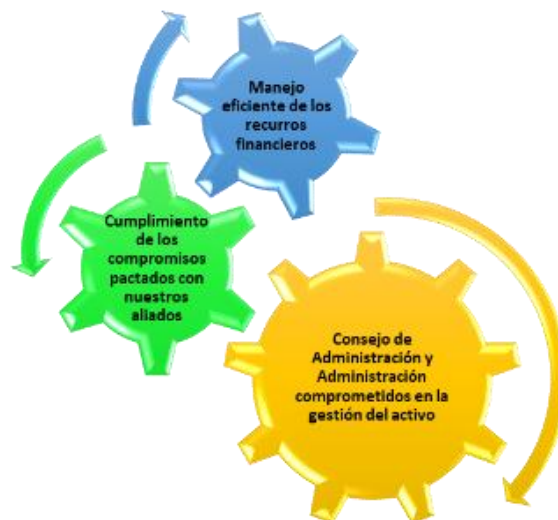 Manejo
eficiente de los
recurros
financieros
Cumplimiento
de los
compromisos
pactados con
nuestros
aliados
Consejo de
Administración y
Administración
comprometidos en la
gestión del activo